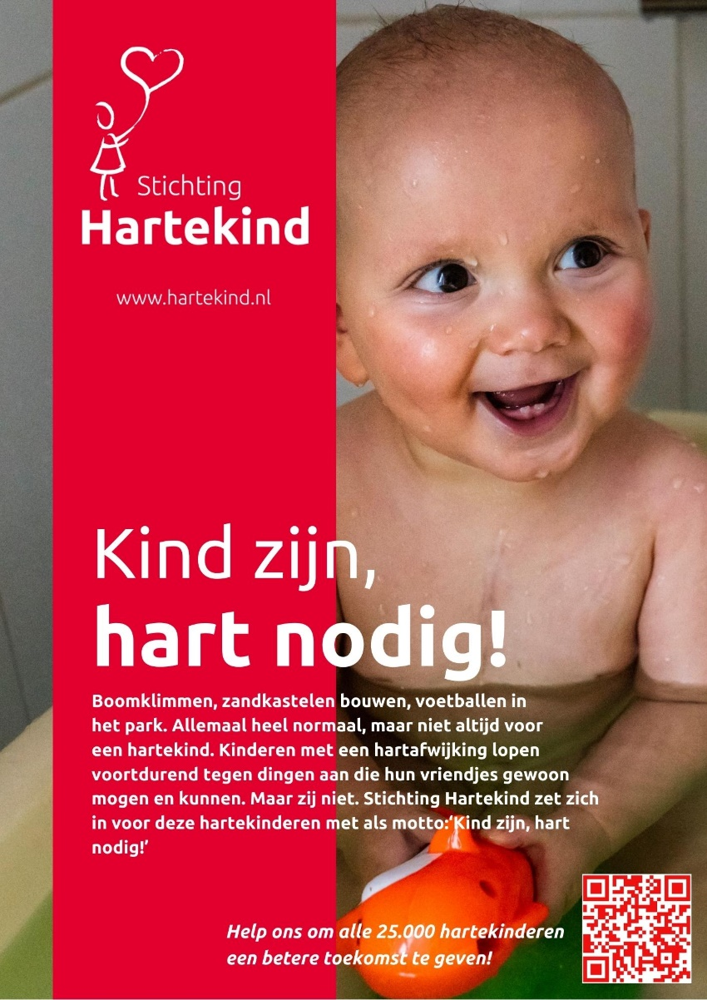 Stichting
Hartekind
www.hartekind.nl
Kind zijn,
hart nodig!
Boomklimmen, zandkastelen bouwen, voetballen in
het park. Allemaal heel normaal, maar niet altijd voor
een hartekind. Kinderen met een hartafwijking lopen
voortdurend tegen dingen aan die hun vriendjes gewoon
mogen en kunnen. Maar zij niet. Stichting Hartekind zet zich
in voor deze hartekinderen met als motto:‘Kind zijn, hart
nodig!’
Help ons om alle 25.000 hartekinderen
een betere toekomst te geven!